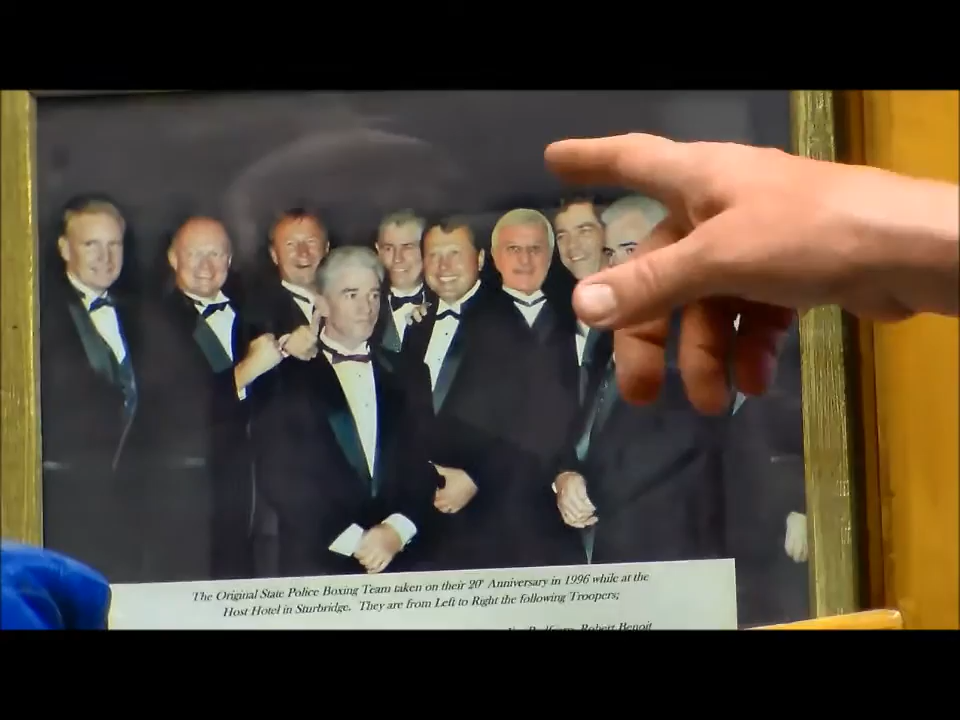 The Original State Police Boxing Team taken on their 20' Anniversary in 1996 while at the
Host Hotel in Sturbridge. They are from Left to Right the following Troopers;
Robert Benoit